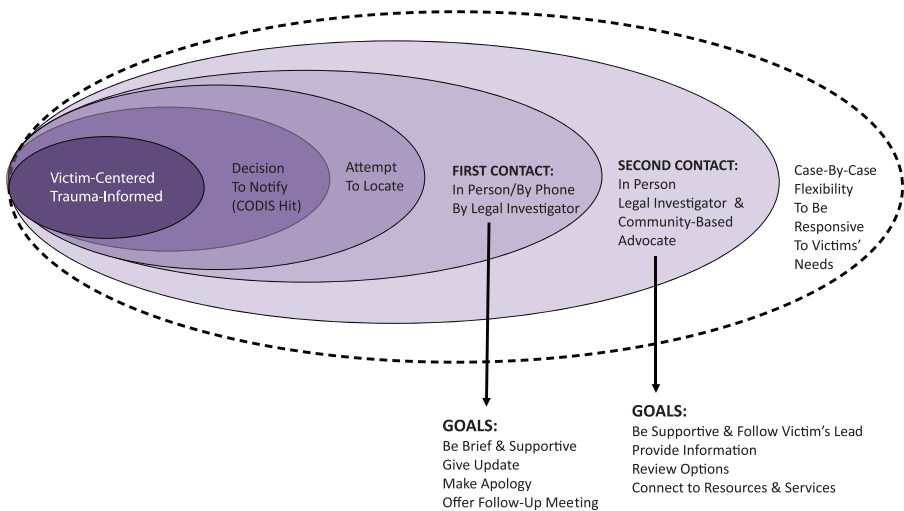 Victim-Centered
Trauma-Informed
Decision
To Notify
(CODIS Hit)
Attempt
To Locate
FIRST CONTACT:
In Person/By Phone
By Legal Investigator
SECOND CONTACT:
In Person
Legal Investigator &
Community-Based
Advocate
Case-By-Case
Flexibility
To Be
Responsive
To Victims'
Needs
GOALS:
Be Brief & Supportive
Give Update
Make Apology
Offer Follow-Up Meeting
GOALS:
Be Supportive & Follow Victim's Lead
Provide Information
Review Options
Connect to Resources & Services